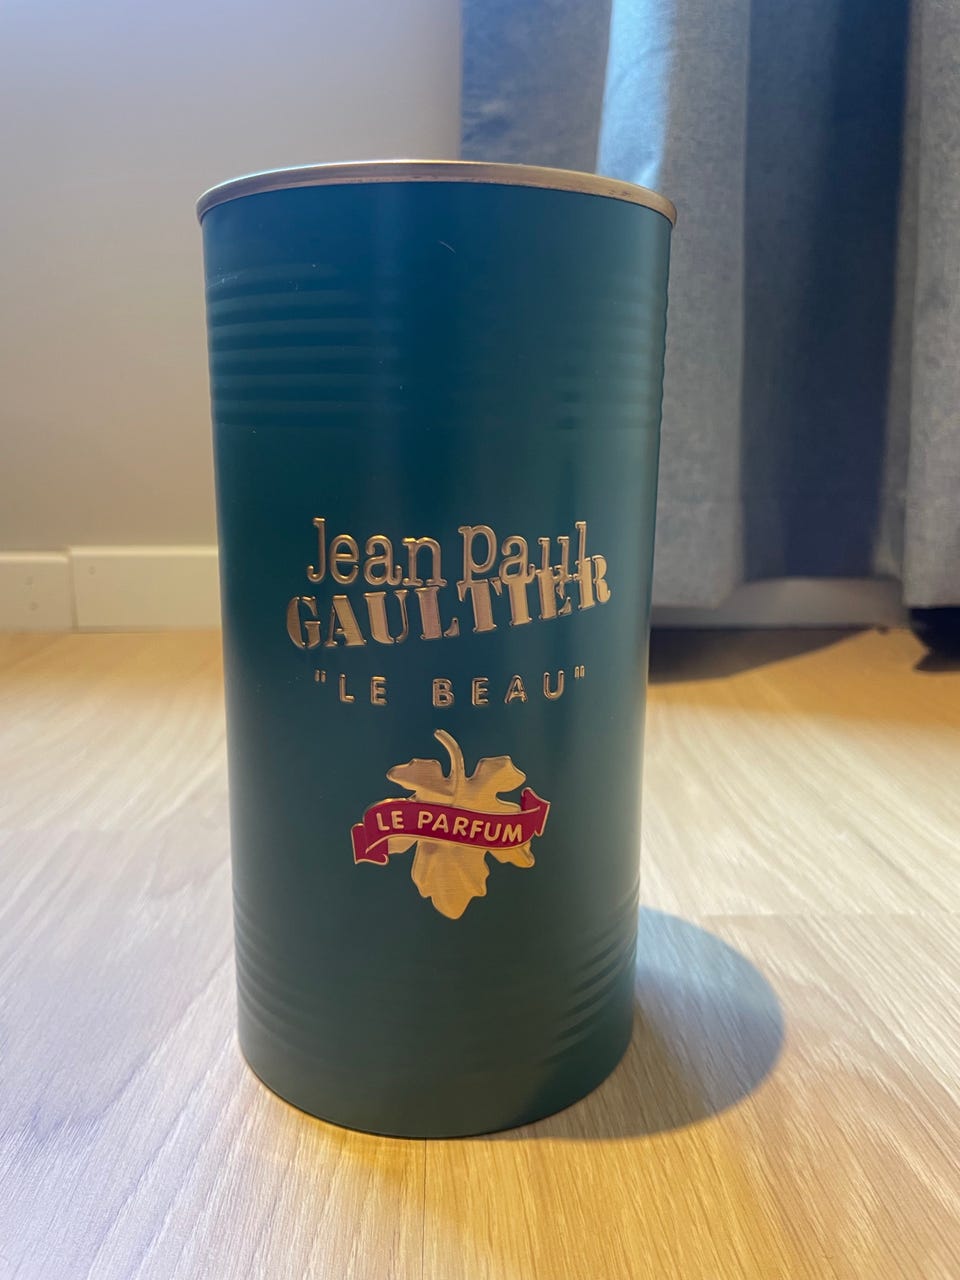 Jean Paul
GAULTIER
"LE BEAU"
LE PARFUM